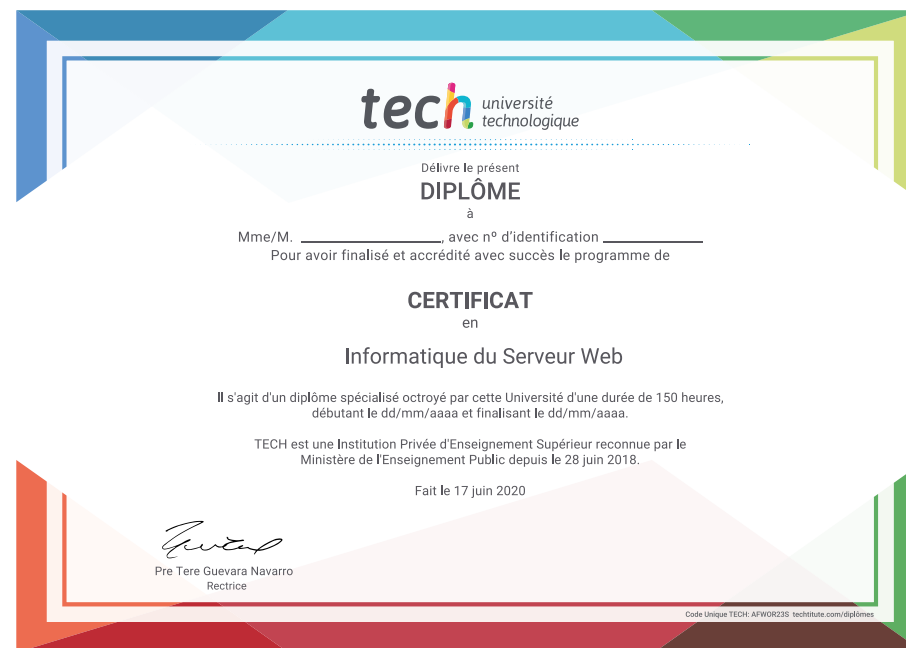 tech université
technologique
Délivre le présent
DIPLÔME
à
Mme/M. ____________________, avec nº d'identification ______________
Pour avoir finalisé et accrédité avec succès le programme de
CERTIFICAT
en
Informatique du Serveur Web
Il s'agit d'un diplôme spécialisé octroyé par cette Université d'une durée de 150 heures,
débutant le dd/mm/aaaa et finalisant le dd/mm/aaaa.
TECH est une Institution Privée d'Enseignement Supérieur reconnue par le
Ministère de l'Enseignement Public depuis le 28 juin 2018.
Fait le 17 juin 2020
Pre Tere Guevara Navarro
Rectrice
Code Unique TECH: AFWOR23S techtitute.com/diplômes